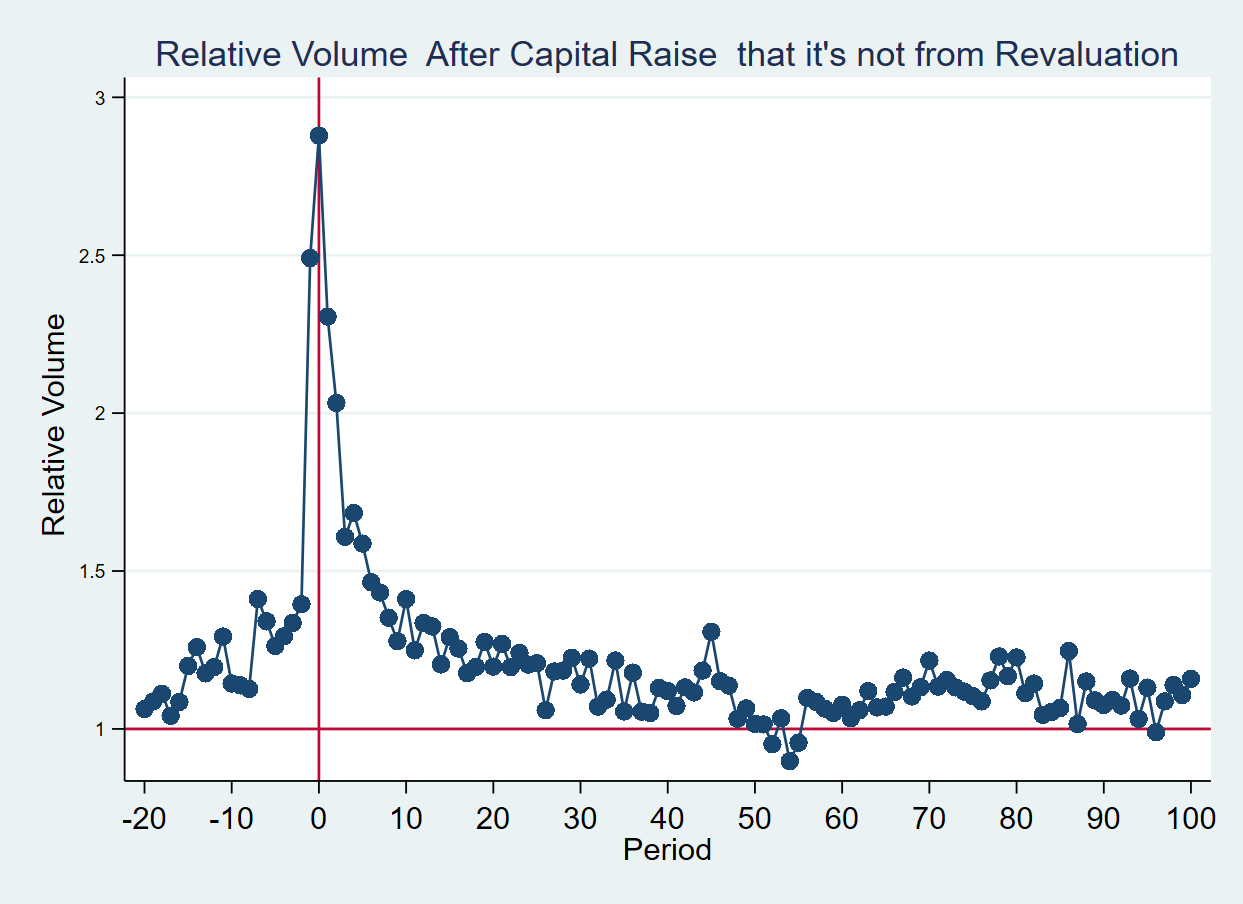 Relative Volume  After Capital Raise  that it's not from Revaluation
3
2.5
2
1.5
1
Relative Volume
-20 -10 0 10 20 30 40 50 60 70 80 90 100
Period